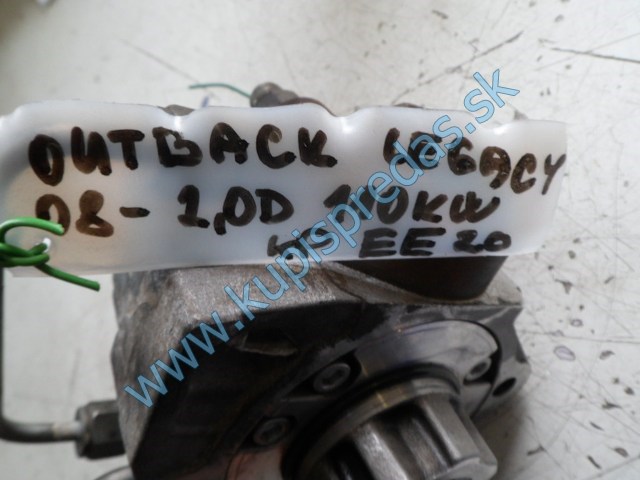 OUTBACK LEGACY
08- 2,0D 110KW
EE20
www.kupispredas.sk